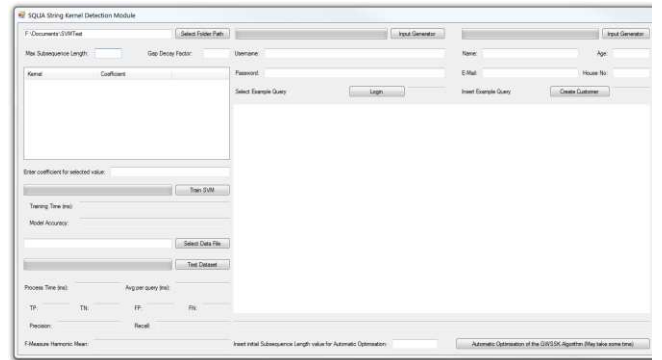 SQLIA String Kernel Detection Module
F:\Documents\SVMTest
Select Folder Path
Input Generator
Input Generator
Max Subsequence Length:
Gap Decay Factor:
Username:
Name:
Age:
Kernel
Coefficient
Password:
E-Mail:
House No:
Select Example Query
Login
Insert Example Query
Create Customer
Enter coefficient for selected value:
Train SVM
Training Time (ms):
Model Accuracy:
Select Data File
Test Dataset
Process Time (ms):
Avg per query (ms):
TP:
TN:
FP:
FN:
Precision:
Recall:
F-Measure Harmonic Mean:
Insert initial Subsequence Length value for Automatic Optimisation:
Automatic Optimisation of the GWSSK Algorithm (May take some time)